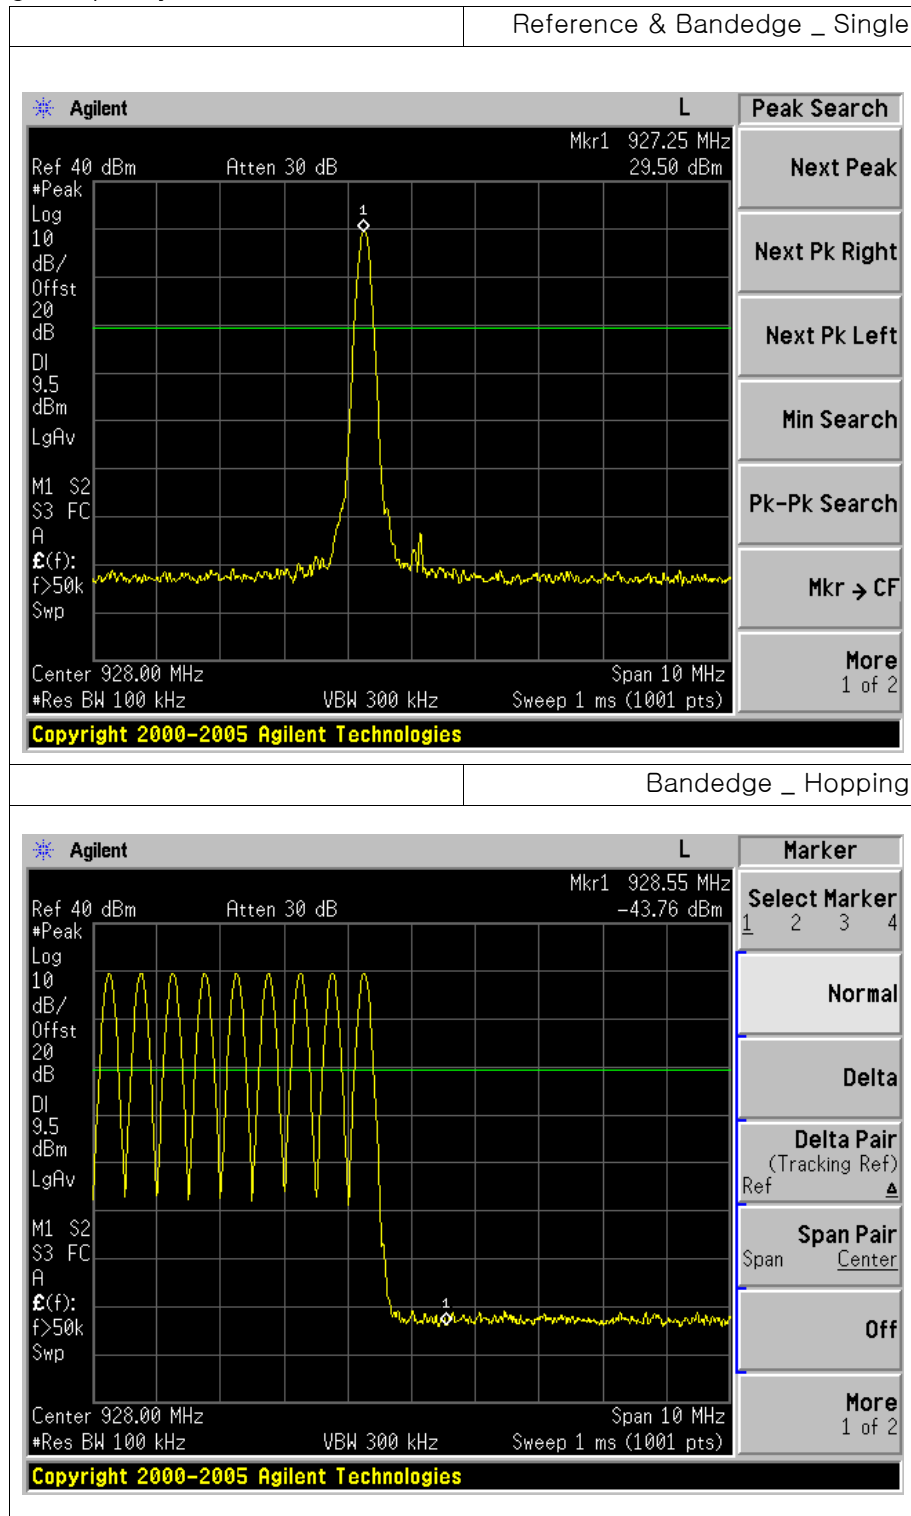 Reference & Bandedge _ Single
Agilent L Peak Search
Mkr1 927.25 MHz
Ref 40 dBm Atten 30 dB 29.50 dBm
#Peak
Log
10
dB/
Offst
20
dB
DI
9.5
dBm
LgAv
M1 S2
S3 FC
A
£(f):
f>50k
Swp
1
Center 928.00 MHz Span 10 MHz
#Res BW 100 kHz VBW 300 kHz Sweep 1 ms (1001 pts)
Next Peak
Next Pk Right
Next Pk Left
Min Search
Pk-Pk Search
Mkr → CF
More
1 of 2
Copyright 2000-2005 Agilent Technologies
Bandedge _ Hopping
Agilent L Marker
Mkr1 928.55 MHz
Ref 40 dBm Atten 30 dB -43.76 dBm
#Peak
Log
10
dB/
Offst
20
dB
DI
9.5
dBm
LgAv
M1 S2
S3 FC
A
£(f):
f>50k
Swp
1
Center 928.00 MHz Span 10 MHz
#Res BW 100 kHz VBW 300 kHz Sweep 1 ms (1001 pts)
Select Marker
1 2 3 4
Normal
Delta
Delta Pair
(Tracking Ref)
Ref Δ
Span Pair
Span Center
Off
More
1 of 2
Copyright 2000-2005 Agilent Technologies